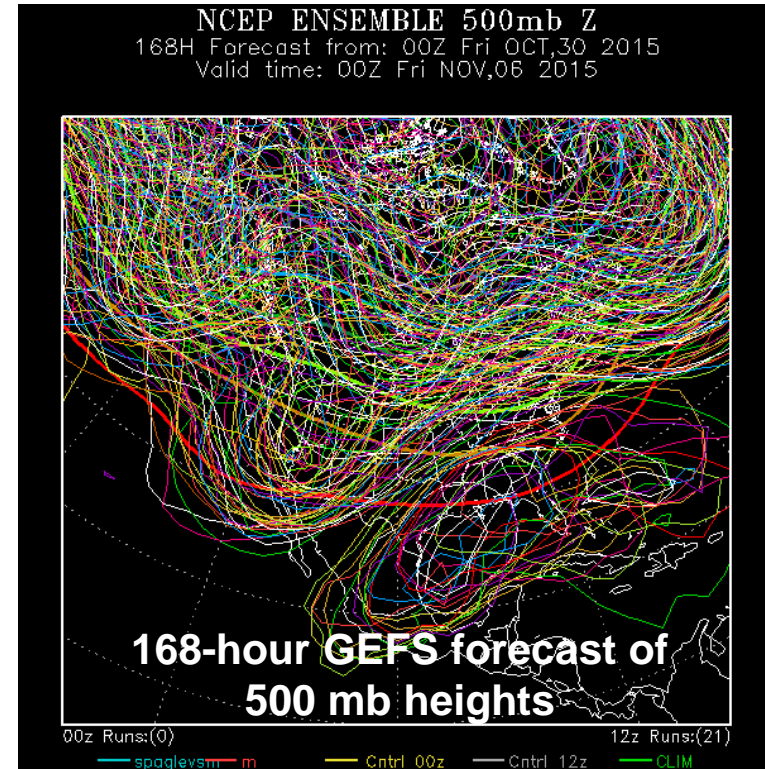 NCEP ENSEMBLE 500mb Z
168H Forecast from: 00Z Fri OCT,30 2015
Valid time: 00Z Fri NOV,06 2015
168-hour GEFS forecast of
500 mb heights
00z Runs:(0) 12z Runs:(21)
spaglevsm m Cntrl 00z Cntrl 12z CLIM